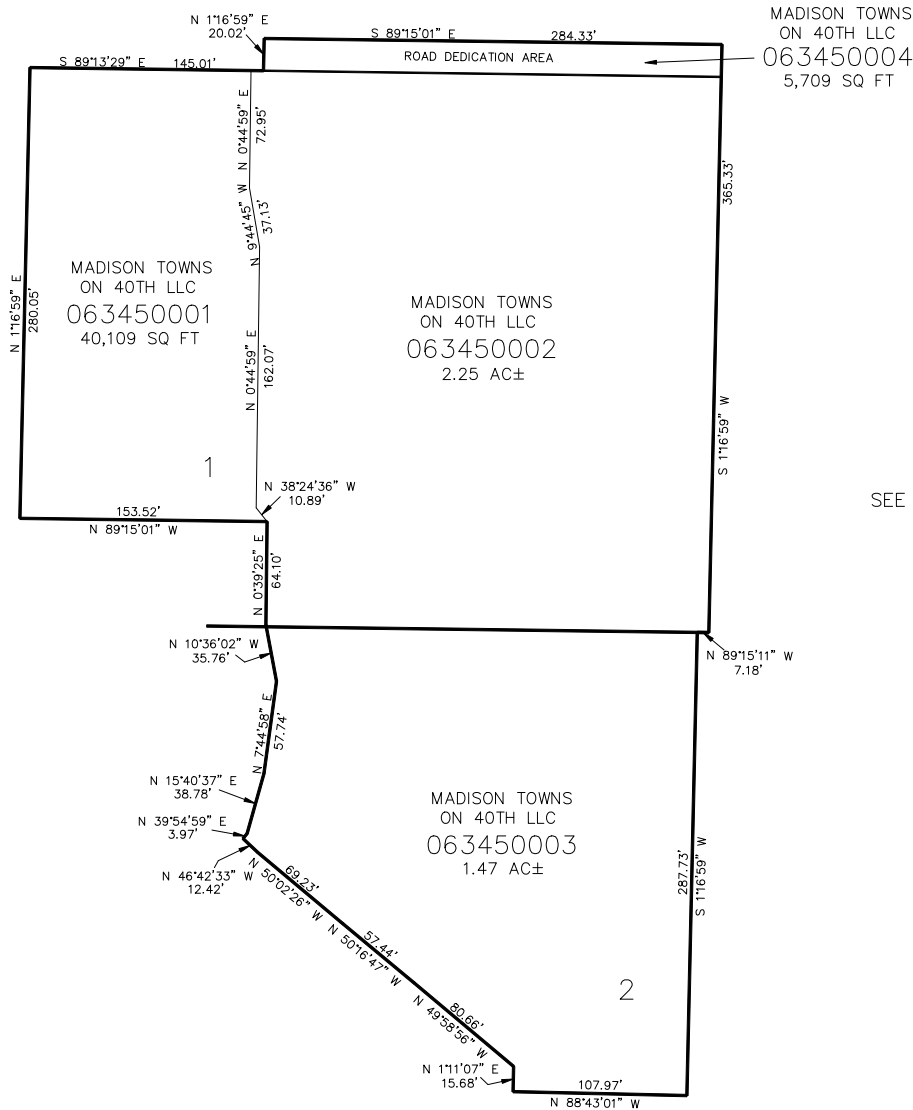 N 1°16'59" E
20.02'
S 89°15'01" E 284.33'
MADISON TOWNS
ON 40TH LLC
063450004
5,709 SQ FT
ROAD DEDICATION AREA
S 89°13'29" E 145.01'
N 0°44'59" E
72.95'
N 9°44'45" W
37.13'
365.33'
S 1°16'59" W
N 1°16'59" E
280.05'
MADISON TOWNS
ON 40TH LLC
063450001
40,109 SQ FT
MADISON TOWNS
ON 40TH LLC
063450002
2.25 AC±
N 0°44'59" E
162.07'
1
N 38°24'36" W
10.89'
SEE
153.52'
N 89°15'01" W
N 0°39'25" E
64.10'
N 10°36'02" W
35.76'
N 89°15'11" W
7.18'
N 7°44'58" E
57.74'
N 15°40'37" E
38.78'
N 39°54'59" E
3.97'
N 46°42'33" W
12.42'
MADISON TOWNS
ON 40TH LLC
063450003
1.47 AC±
287.73'
S 1°16'59" W
69.23'
N 50°02'26" W
57.44'
N 50°16'47" W
80.66'
N 49°58'56" W
2
N 1°11'07" E
15.68'
107.97'
N 88°43'01" W